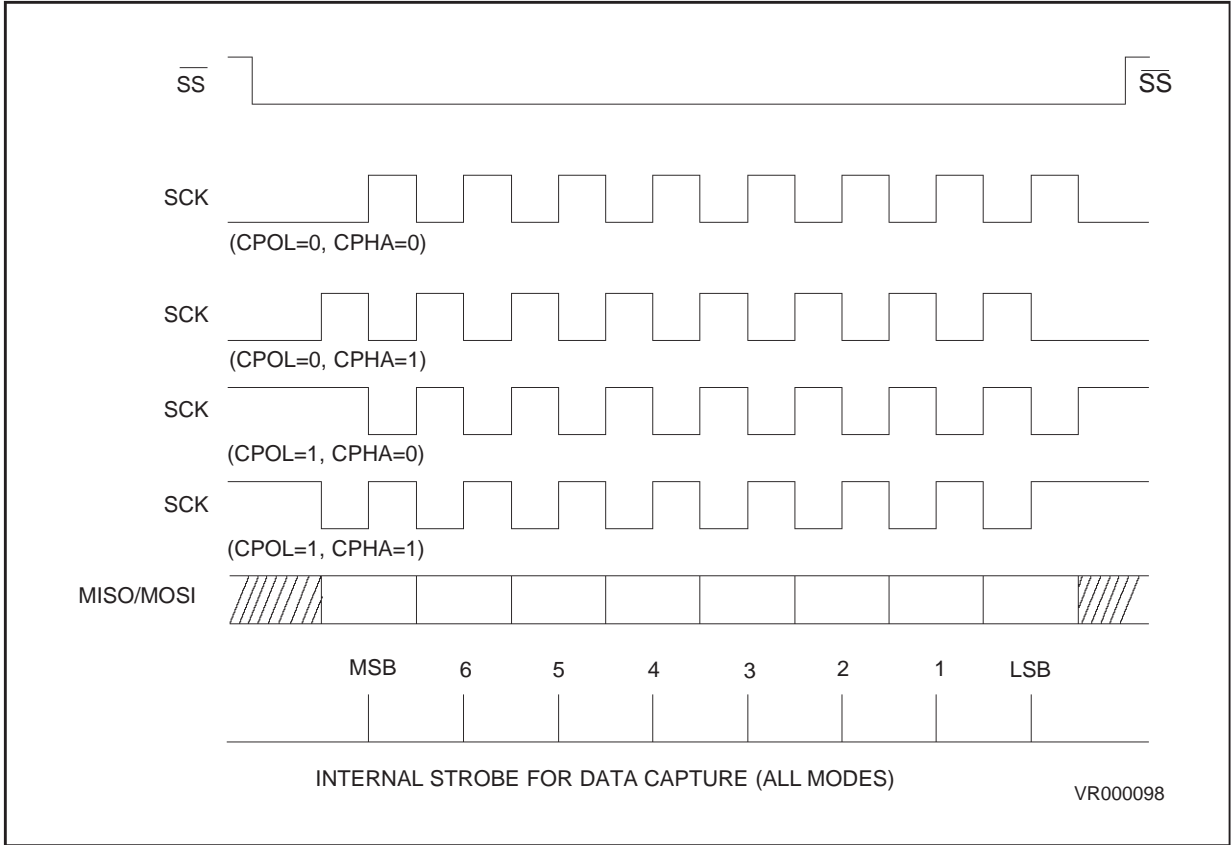 SS SS
SCK
(CPOL=0, CPHA=0)
SCK
(CPOL=0, CPHA=1)
SCK
(CPOL=1, CPHA=0)
SCK
(CPOL=1, CPHA=1)
MISO/MOSI
MSB 6 5 4 3 2 1 LSB
INTERNAL STROBE FOR DATA CAPTURE (ALL MODES)
VR000098